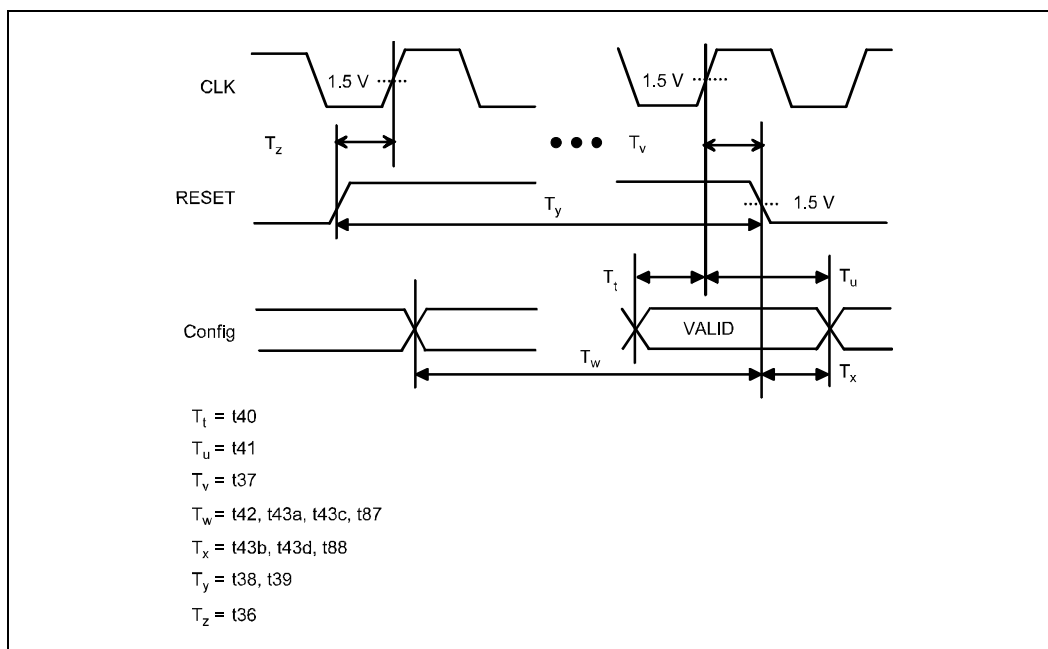 CLK
1.5 V
1.5 V
T_z
T_v
RESET
T_y
1.5 V
T_t
T_u
Config
VALID
T_w
T_x
T_t = t40
T_u = t41
T_v = t37
T_w = t42, t43a, t43c, t87
T_x = t43b, t43d, t88
T_y = t38, t39
T_z = t36